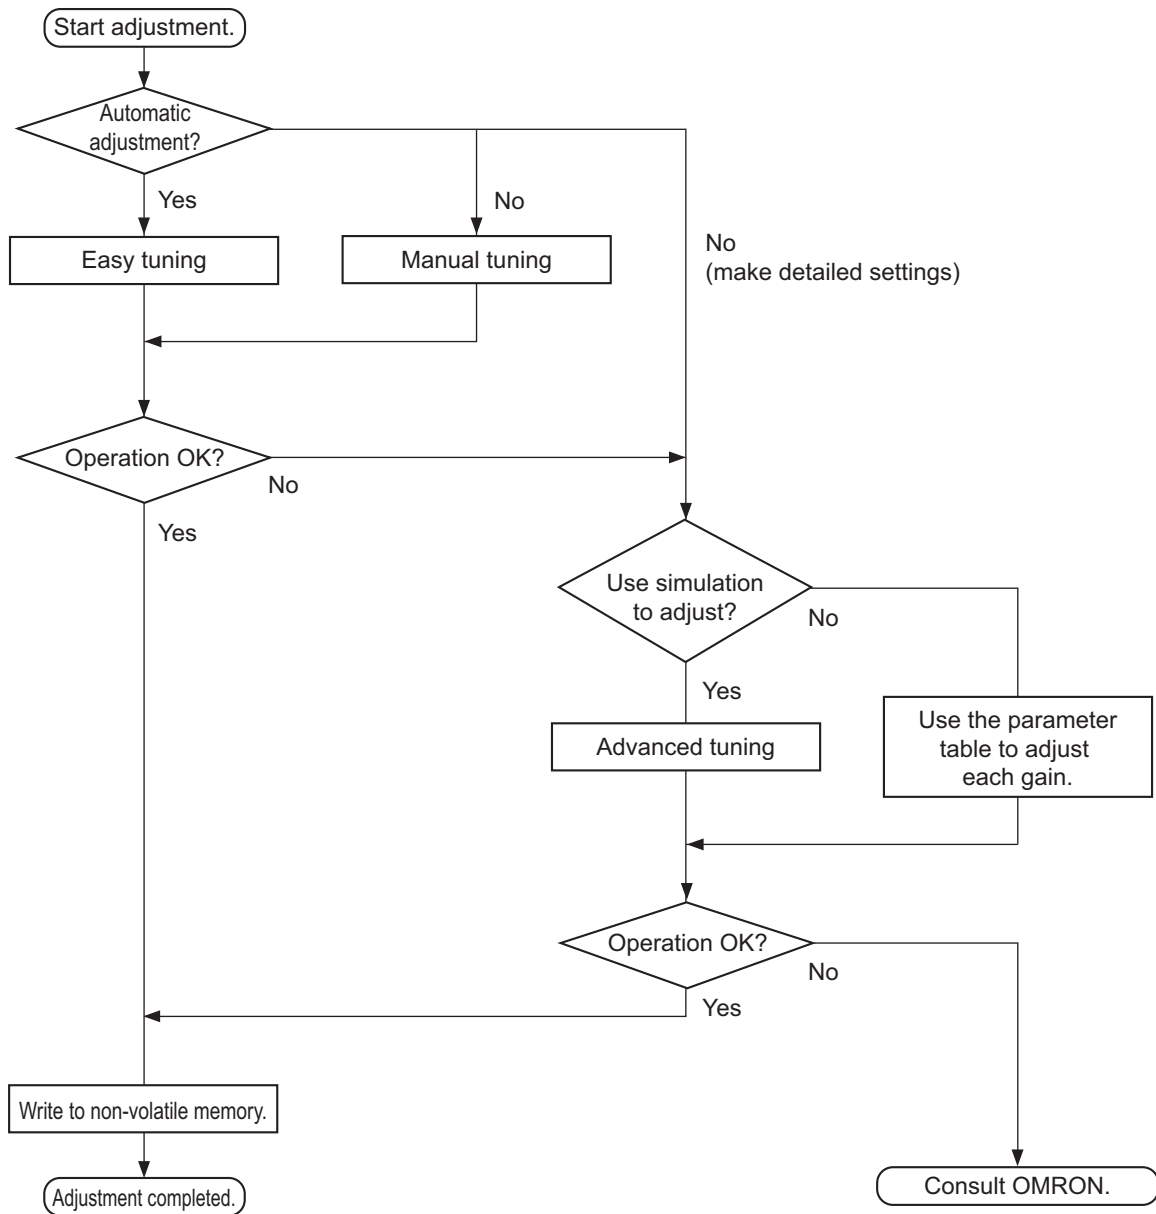 Start adjustment.
Automatic
adjustment?
Yes
No
No
(make detailed settings)
Easy tuning
Manual tuning
Operation OK?
No
Yes
Use simulation
to adjust?
No
Yes
Advanced tuning
Use the parameter
table to adjust
each gain.
Operation OK?
No
Yes
Write to non-volatile memory.
Adjustment completed.
Consult OMRON.